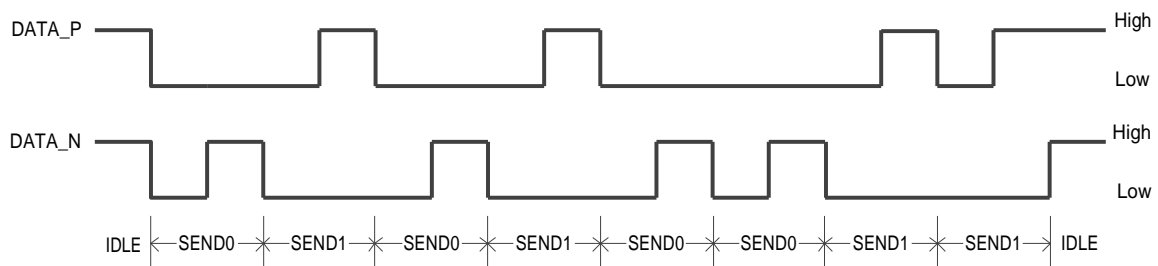 DATA_P
High
Low
DATA_N
High
Low
IDLE SEND0 SEND1 SEND0 SEND1 SEND0 SEND0 SEND1 SEND1 IDLE